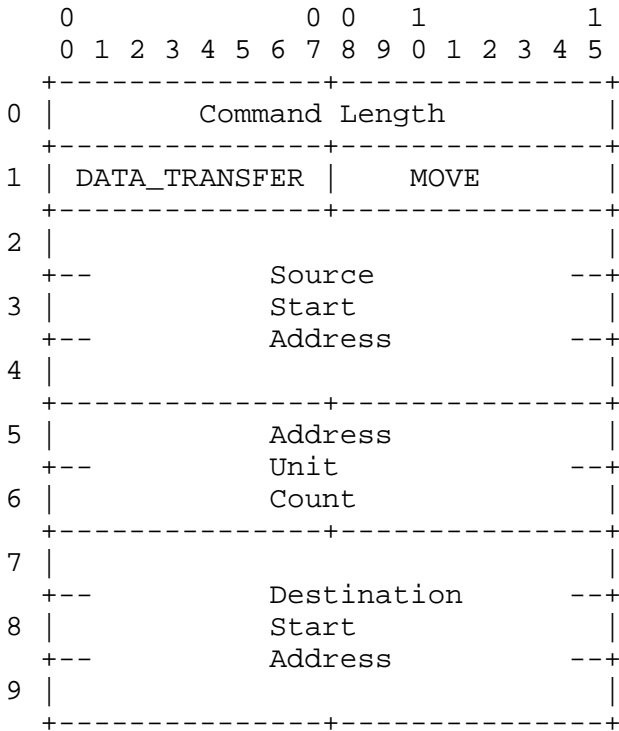 0 0 0 1 1
0 1 2 3 4 5 6 7 8 9 0 1 2 3 4 5
+---------------+---------------+
0 | Command Length |
+---------------+---------------+
1 | DATA_TRANSFER | MOVE |
+---------------+---------------+
2 | |
+-- Source --+
3 | Start |
+-- Address --+
4 | |
+---------------+---------------+
5 | Address |
+-- Unit --+
6 | Count |
+---------------+---------------+
7 | |
+-- Destination --+
8 | Start |
+-- Address --+
9 | |
+---------------+---------------+